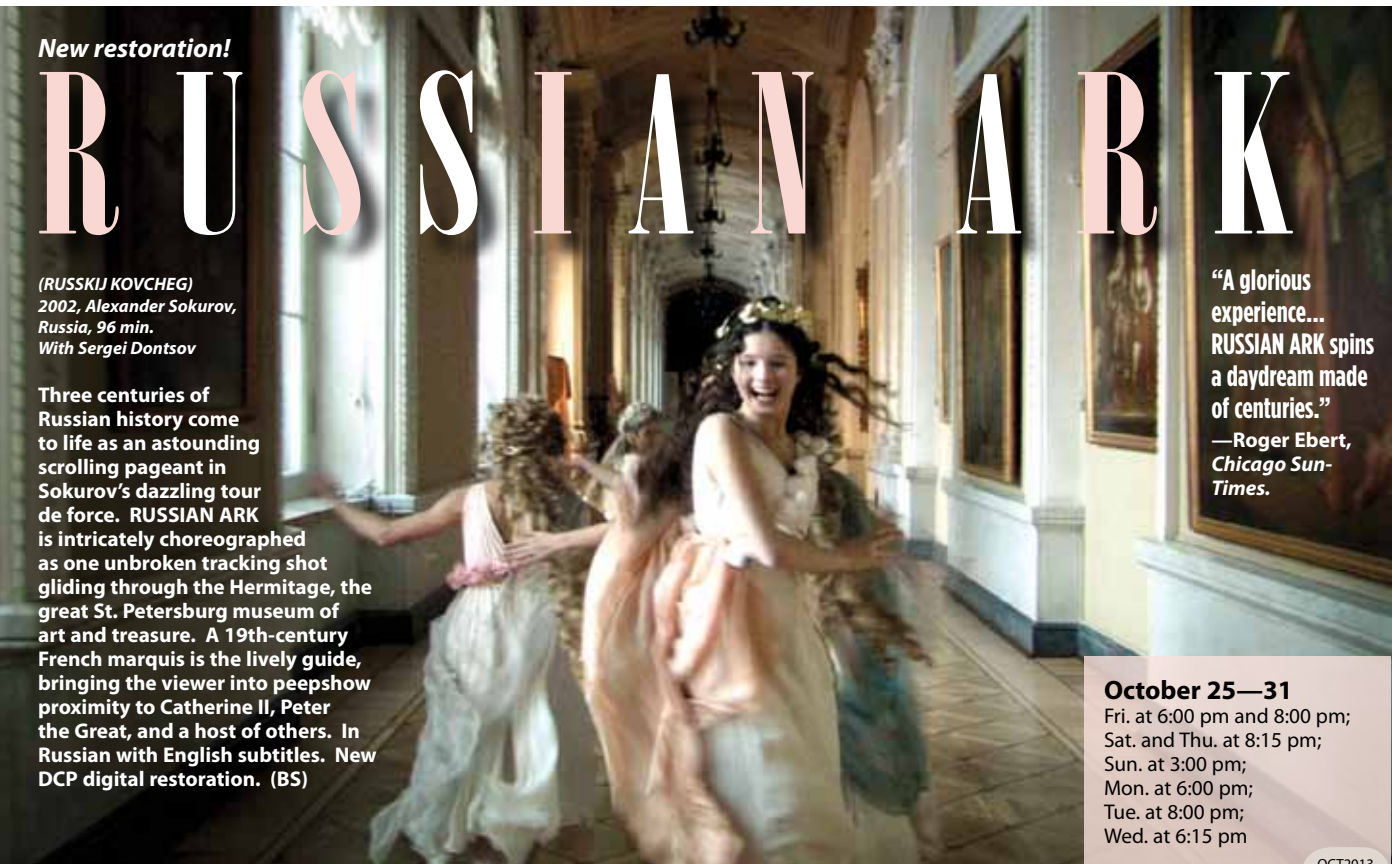 New restoration!
RUSSIAN ARK
(RUSSKIJ KOVCHEG)
2002, Alexander Sokurov,
Russia, 96 min.
With Sergei Dontsov
Three centuries of
Russian history come
to life as an astounding
scrolling pageant in
Sokurov’s dazzling tour
de force.  RUSSIAN ARK
is intricately choreographed
as one unbroken tracking shot
gliding through the Hermitage, the
great St. Petersburg museum of
art and treasure.  A 19th-century
French marquis is the lively guide,
bringing the viewer into peepshow
proximity to Catherine II, Peter
the Great, and a host of others.  In
Russian with English subtitles.  New
DCP digital restoration.  (BS)
“A glorious
experience...
RUSSIAN ARK spins
a daydream made
of centuries.”
—Roger Ebert,
Chicago Sun-
Times.
October 25—31
Fri. at 6:00 pm and 8:00 pm;
Sat. and Thu. at 8:15 pm;
Sun. at 3:00 pm;
Mon. at 6:00 pm;
Tue. at 8:00 pm;
Wed. at 6:15 pm
OCT2013